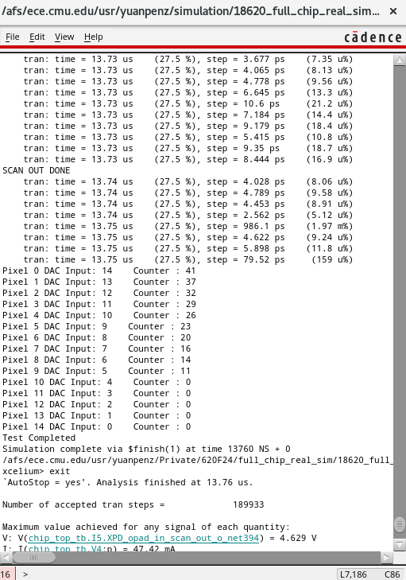 /afs/ece.cmu.edu/usr/yuanpenz/simulation/18620_full_chip_real_sim... ×
File Edit View Help cādence
tran: time = 13.73 us (27.5 %), step = 3.677 ps (7.35 u%)
tran: time = 13.73 us (27.5 %), step = 4.065 ps (8.13 u%)
tran: time = 13.73 us (27.5 %), step = 4.778 ps (9.56 u%)
tran: time = 13.73 us (27.5 %), step = 6.645 ps (13.3 u%)
tran: time = 13.73 us (27.5 %), step = 10.6 ps (21.2 u%)
tran: time = 13.73 us (27.5 %), step = 7.184 ps (14.4 u%)
tran: time = 13.73 us (27.5 %), step = 9.179 ps (18.4 u%)
tran: time = 13.73 us (27.5 %), step = 5.415 ps (10.8 u%)
tran: time = 13.73 us (27.5 %), step = 9.35 ps (18.7 u%)
tran: time = 13.73 us (27.5 %), step = 8.444 ps (16.9 u%)
SCAN OUT DONE
tran: time = 13.74 us (27.5 %), step = 4.028 ps (8.06 u%)
tran: time = 13.74 us (27.5 %), step = 4.789 ps (9.58 u%)
tran: time = 13.74 us (27.5 %), step = 4.453 ps (8.91 u%)
tran: time = 13.74 us (27.5 %), step = 2.562 ps (5.12 u%)
tran: time = 13.75 us (27.5 %), step = 986.1 ps (1.97 m%)
tran: time = 13.75 us (27.5 %), step = 4.622 ps (9.24 u%)
tran: time = 13.75 us (27.5 %), step = 5.898 ps (11.8 u%)
tran: time = 13.75 us (27.5 %), step = 79.52 ps (159 u%)
Pixel 0 DAC Input: 14 Counter : 41
Pixel 1 DAC Input: 13 Counter : 37
Pixel 2 DAC Input: 12 Counter : 32
Pixel 3 DAC Input: 11 Counter : 29
Pixel 4 DAC Input: 10 Counter : 26
Pixel 5 DAC Input: 9 Counter : 23
Pixel 6 DAC Input: 8 Counter : 20
Pixel 7 DAC Input: 7 Counter : 16
Pixel 8 DAC Input: 6 Counter : 14
Pixel 9 DAC Input: 5 Counter : 11
Pixel 10 DAC Input: 4 Counter : 0
Pixel 11 DAC Input: 3 Counter : 0
Pixel 12 DAC Input: 2 Counter : 0
Pixel 13 DAC Input: 1 Counter : 0
Pixel 14 DAC Input: 0 Counter : 0
Test Completed
Simulation complete via $finish(1) at time 13760 NS + 0
/afs/ece.cmu.edu/usr/yuanpenz/Private/620F24/full_chip_real_sim/18620_full_
xcelium> exit
`AutoStop = yes'. Analysis finished at 13.76 us.
Number of accepted tran steps = 189933
Maximum value achieved for any signal of each quantity:
V: V(chip_top_tb.I5.XPD_opad_in_scan_out_o_net394) = 4.629 V
I: I(chip_top_tb.V4:p) = 47.42 mA
16 > L7,186 C86